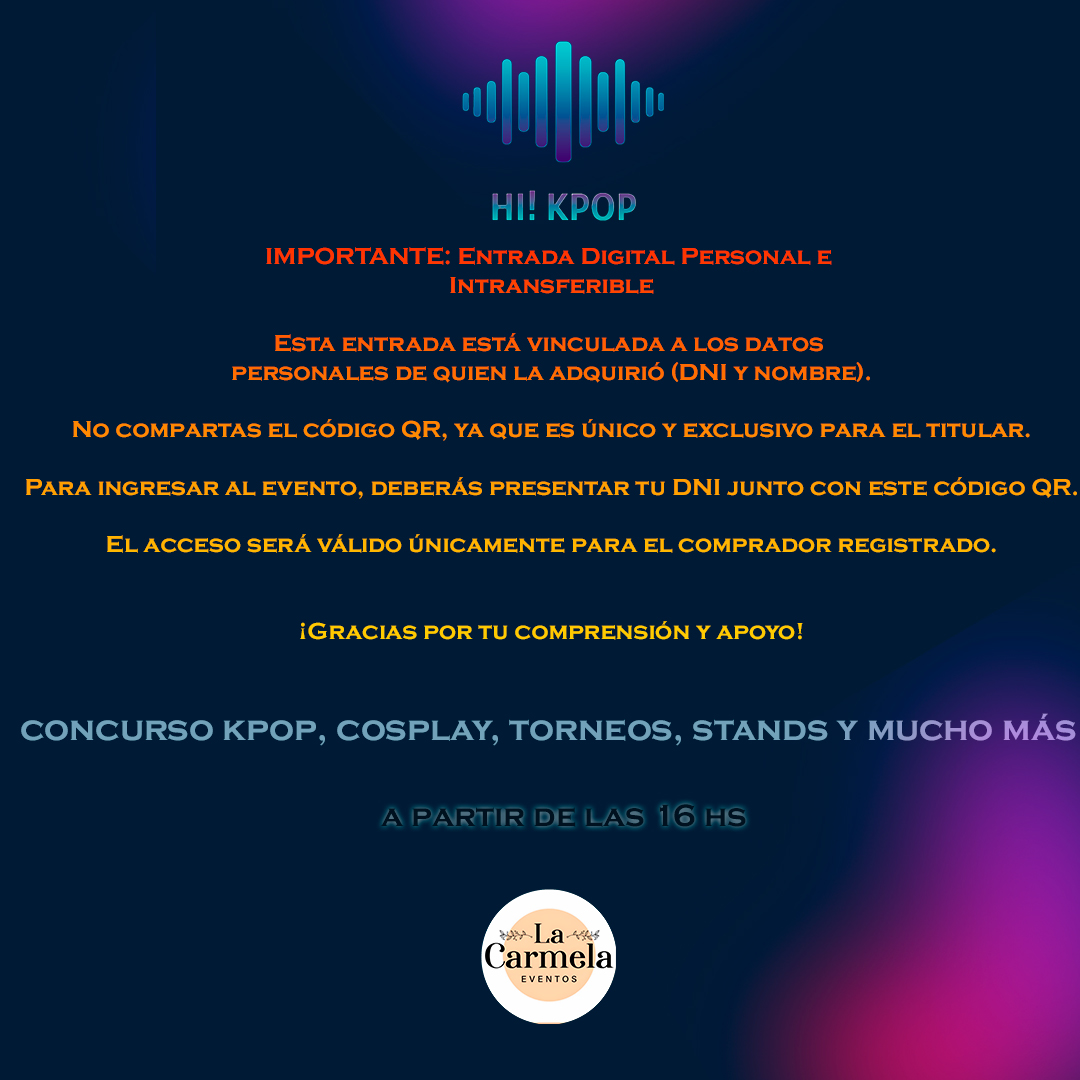 HI! KPOP
IMPORTANTE: Entrada Digital Personal e
Intransferible
Esta entrada está vinculada a los datos
personales de quien la adquirió (DNI y nombre).
No compartas el código QR, ya que es único y exclusivo para el titular.
Para ingresar al evento, deberás presentar tu DNI junto con este código QR.
El acceso será válido únicamente para el comprador registrado.
¡Gracias por tu comprensión y apoyo!
CONCURSO KPOP, COSPLAY, TORNEOS, STANDS Y MUCHO MÁS
A PARTIR DE LAS 16 HS
La
Carmela
EVENTOS